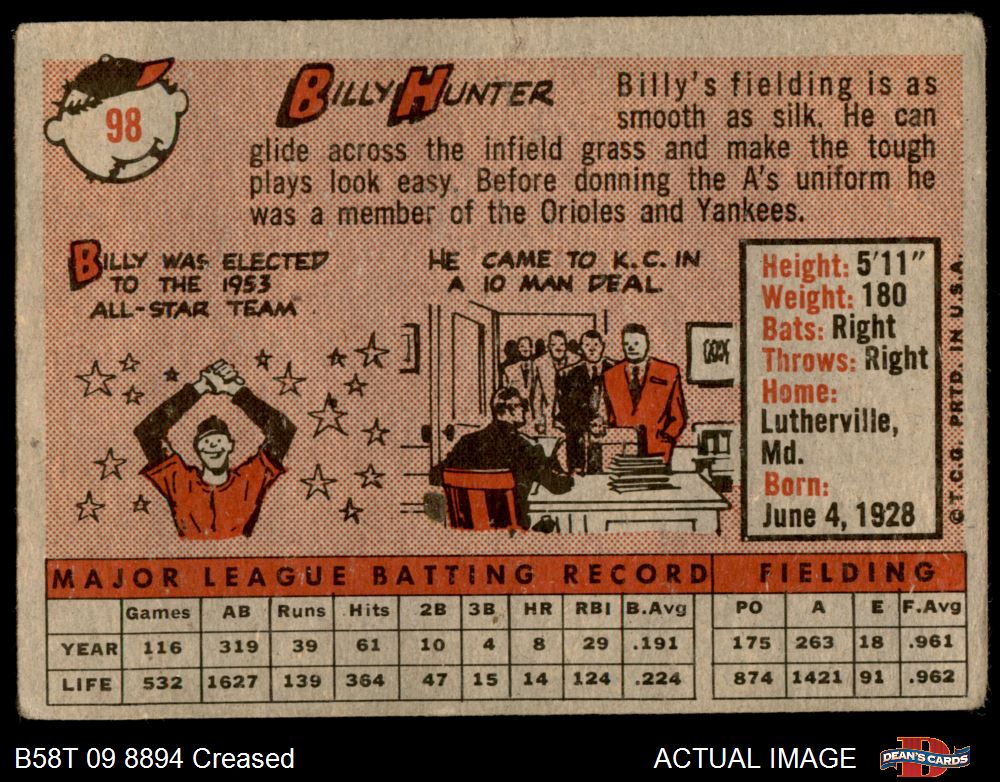 98
BILLY HUNTER
Billy's fielding is as
smooth as silk. He can
glide across the infield grass and make the tough
plays look easy. Before donning the A's uniform he
was a member of the Orioles and Yankees.
BILLY WAS ELECTED
TO THE 1953
ALL-STAR TEAM
HE CAME TO K.C. IN
A 10 MAN DEAL
Height: 5'11"
Weight: 180
Bats: Right
Throws: Right
Home:
Lutherville,
Md.
Born:
June 4, 1928
© T.C.G. PRTD. IN U.S.A.
MAJOR LEAGUE BATTING RECORD FIELDING
Games AB Runs Hits 2B 3B HR RBI B.Avg PO A E F.Avg
YEAR 116 319 39 61 10 4 8 29 .191 175 263 18 .961
LIFE 532 1627 139 364 47 15 14 124 .224 874 1421 91 .962
B58T 09 8894 Creased
ACTUAL IMAGE
DEAN'S CARDS